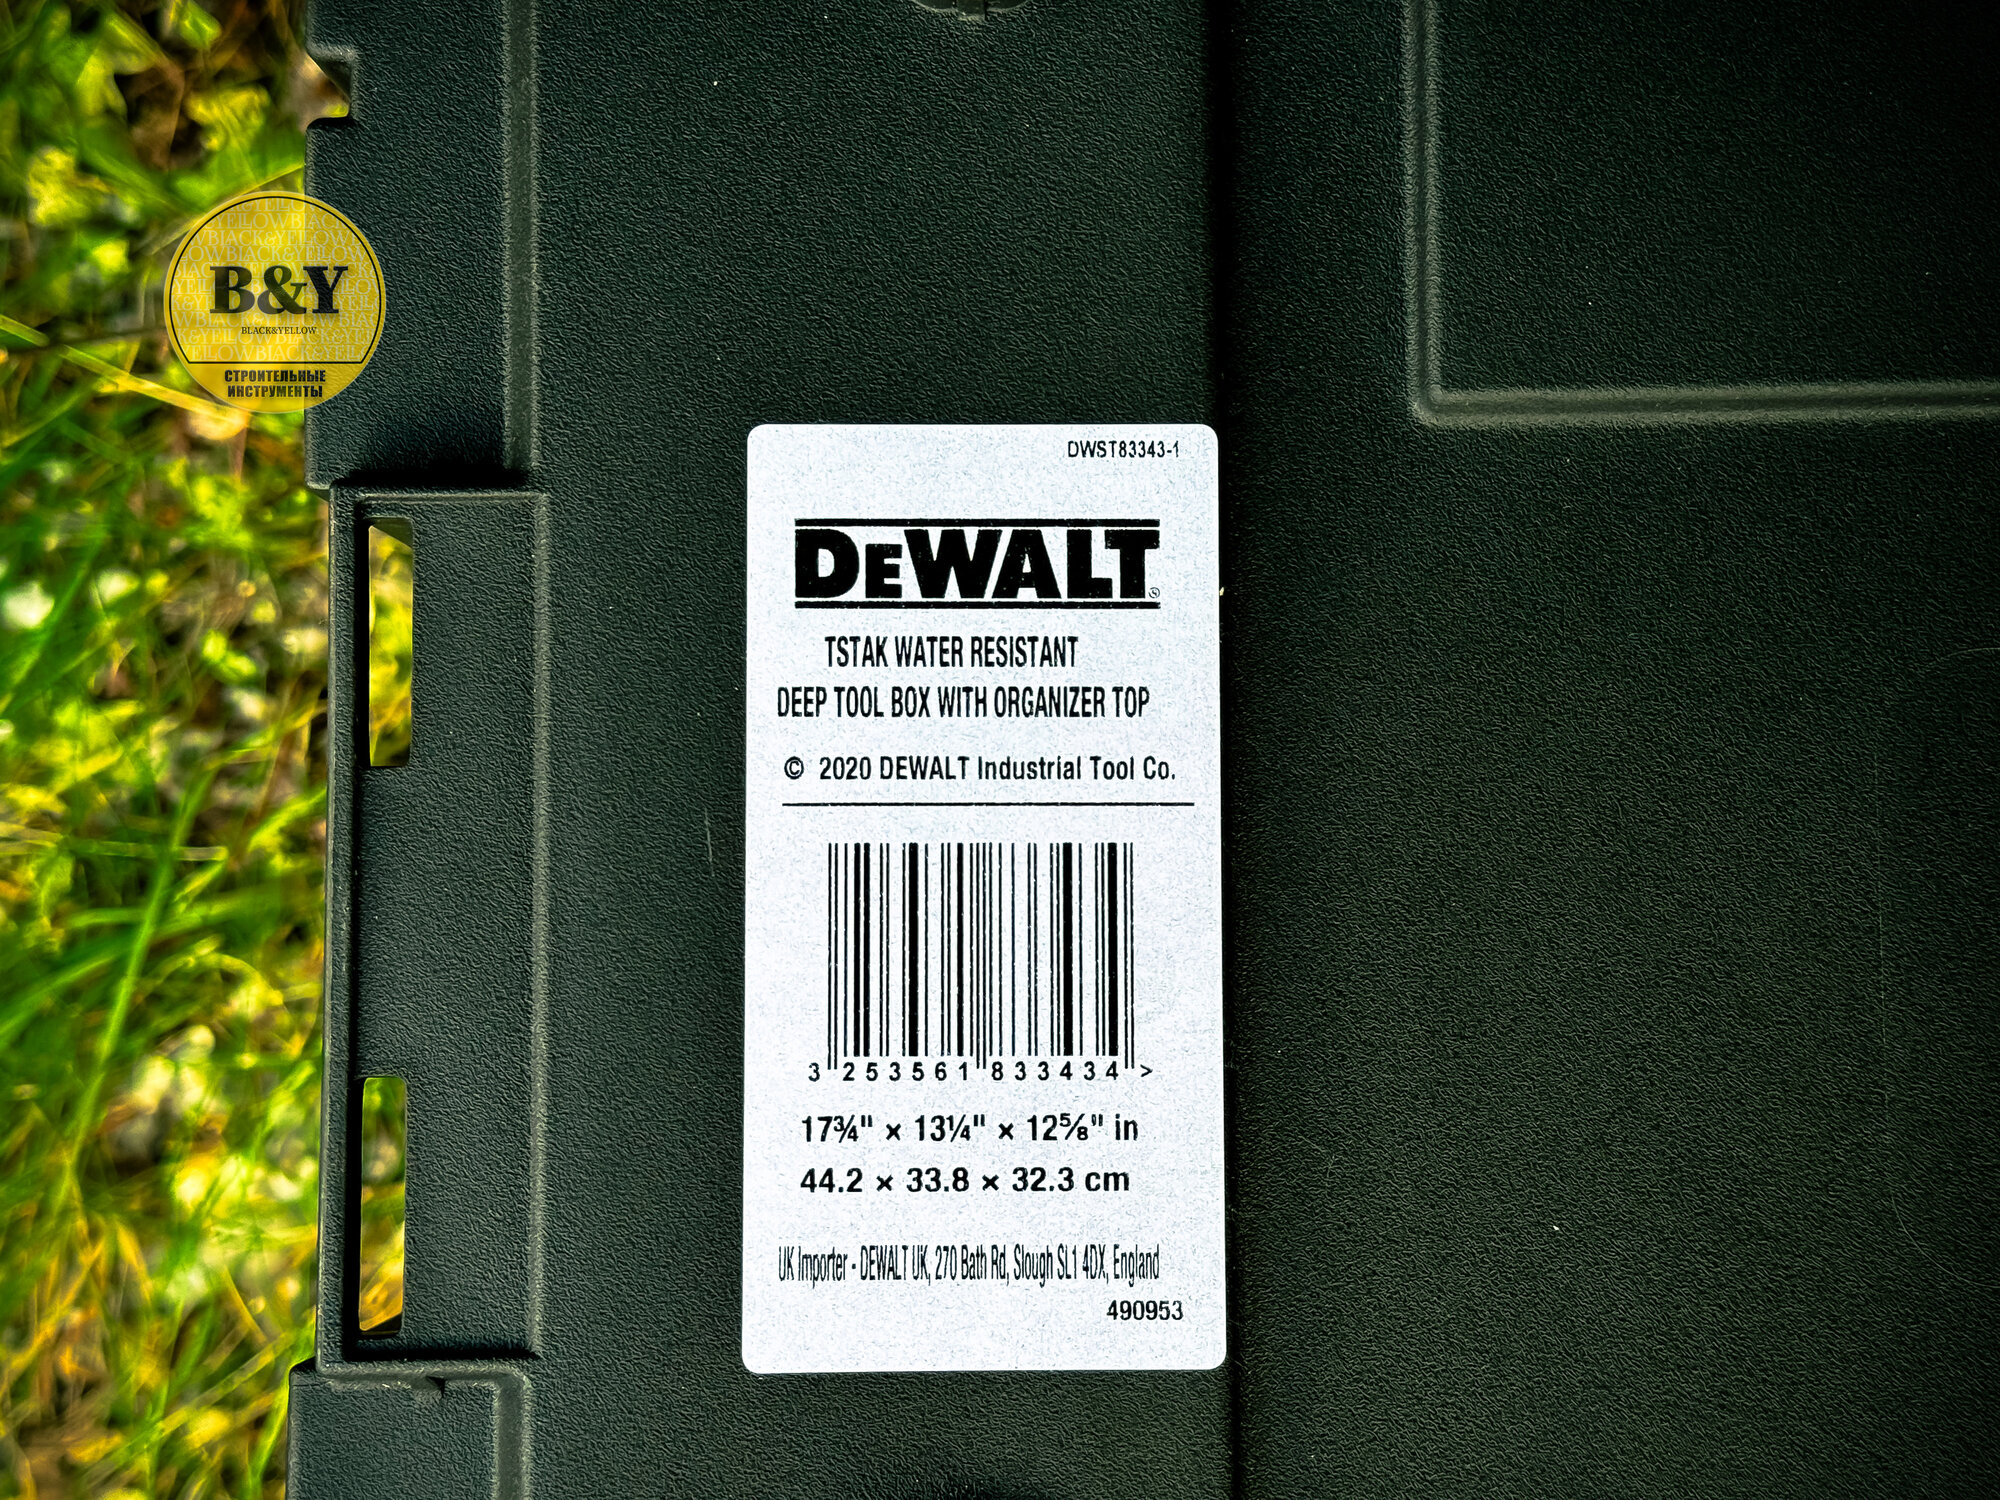 B&Y
BLACK&YELLOW
СТРОИТЕЛЬНЫЕ
ИНСТРУМЕНТЫ
DWST83343-1
DEWALT®
TSTAK WATER RESISTANT
DEEP TOOL BOX WITH ORGANIZER TOP
© 2020 DEWALT Industrial Tool Co.
3 253561 833434 >
17¾" × 13¼" × 12⅝" in
44.2 × 33.8 × 32.3 cm
UK Importer - DEWALT UK, 270 Bath Rd, Slough SL1 4DX, England
490953